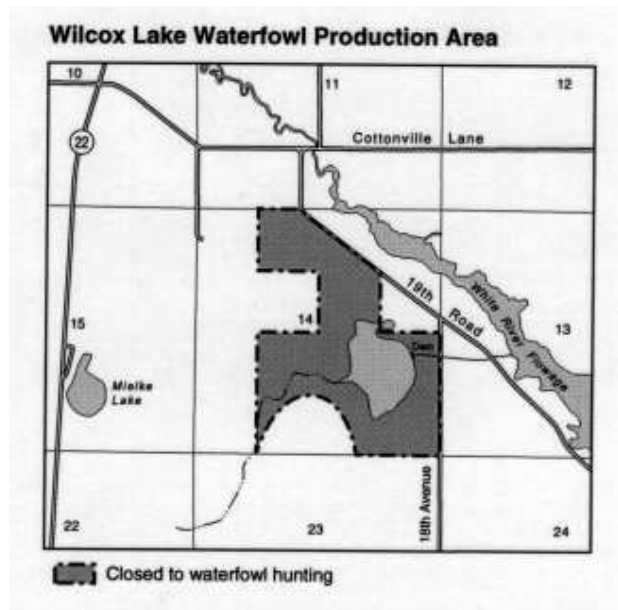 Wilcox Lake Waterfowl Production Area
10
11
12
22
Cottonville Lane
19th Road
White River Flowage
15
14
13
Dam
Mielke
Lake
18th Avenue
22
23
24
Closed to waterfowl hunting